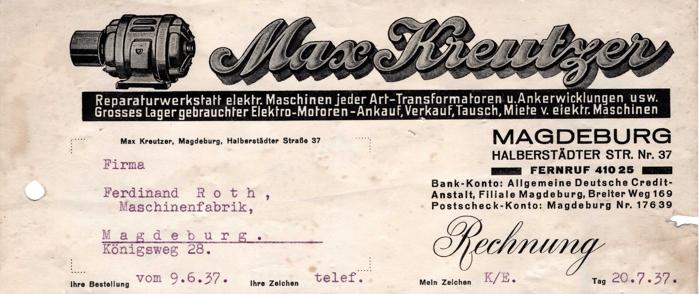 Max Kreutzer
Reparaturwerkstatt elektr. Maschinen jeder Art-Transformatoren u. Ankerwicklungen usw.
Grosses Lager gebrauchter Elektro-Motoren-Ankauf, Verkauf, Tausch, Miete v. elektr. Maschinen
Max Kreutzer, Magdeburg, Halberstädter Straße 37
MAGDEBURG
HALBERSTÄDTER STR. Nr. 37
FERNRUF 410 25
Bank-Konto: Allgemeine Deutsche Credit-
Anstalt, Filiale Magdeburg, Breiter Weg 169
Postscheck-Konto: Magdeburg Nr. 17639
Firma
Ferdinand Roth,
Maschinenfabrik,
Magdeburg.
Königsweg 28.
Rechnung
Ihre Bestellung vom 9.6.37. Ihre Zeichen telef. Mein Zeichen K/E. Tag 20.7.37.